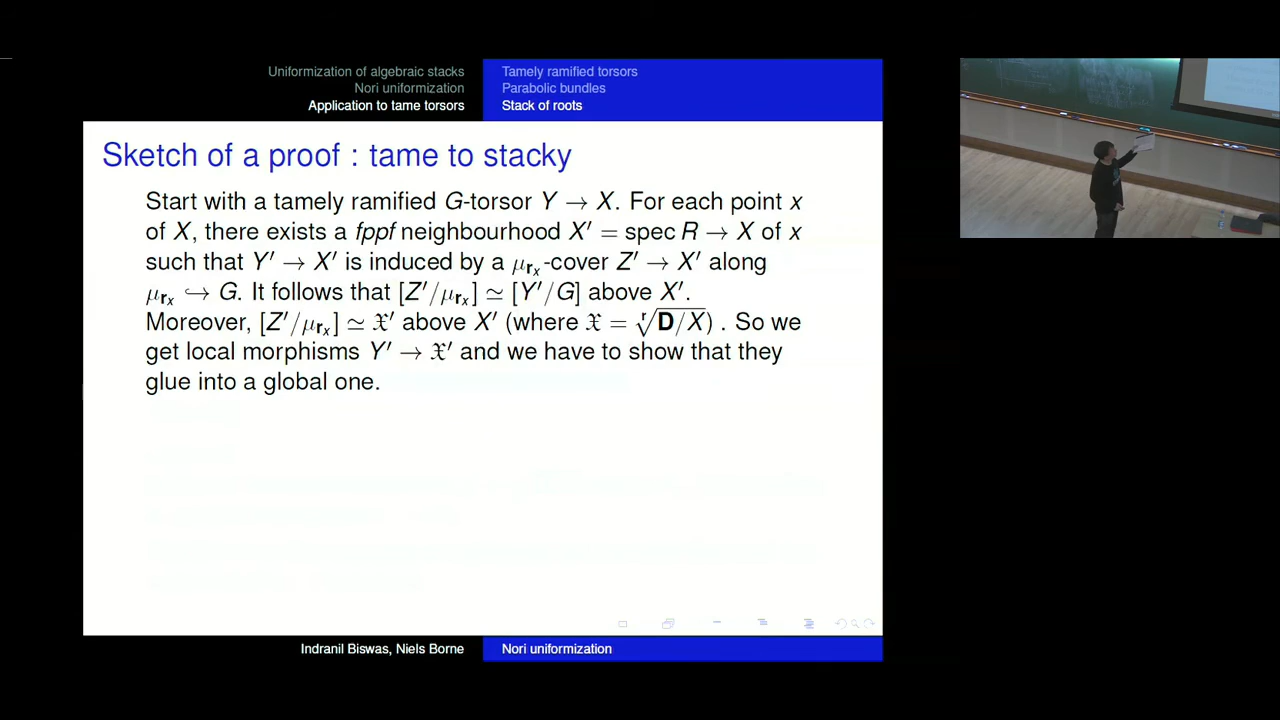 Uniformization of algebraic stacks
Nori uniformization
Application to tame torsors
Tamely ramified torsors
Parabolic bundles
Stack of roots
Sketch of a proof : tame to stacky
Start with a tamely ramified G-torsor Y → X. For each point x
of X, there exists a fppf neighbourhood X′ = spec R → X of x
such that Y′ → X′ is induced by a μ_{r_x}-cover Z′ → X′ along
μ_{r_x} ↪ G. It follows that [Z′/μ_{r_x}] ≃ [Y′/G] above X′.
Moreover, [Z′/μ_{r_x}] ≃ 𝔛′ above X′ (where 𝔛 = \sqrt[r]{D/X}) . So we
get local morphisms Y′ → 𝔛′ and we have to show that they
glue into a global one.
Indranil Biswas, Niels Borne
Nori uniformization